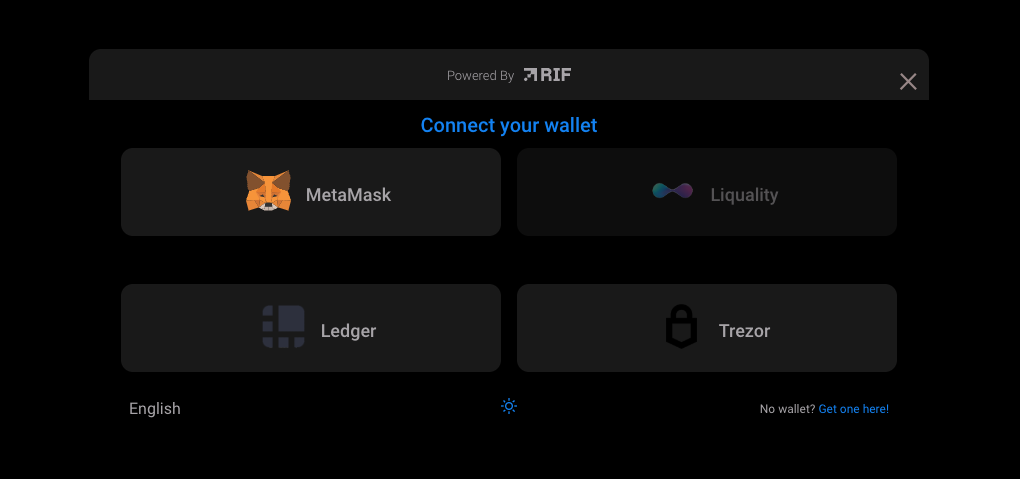 Powered By RIF
Connect your wallet
MetaMask
Liquality
Ledger
Trezor
English
No wallet? Get one here!